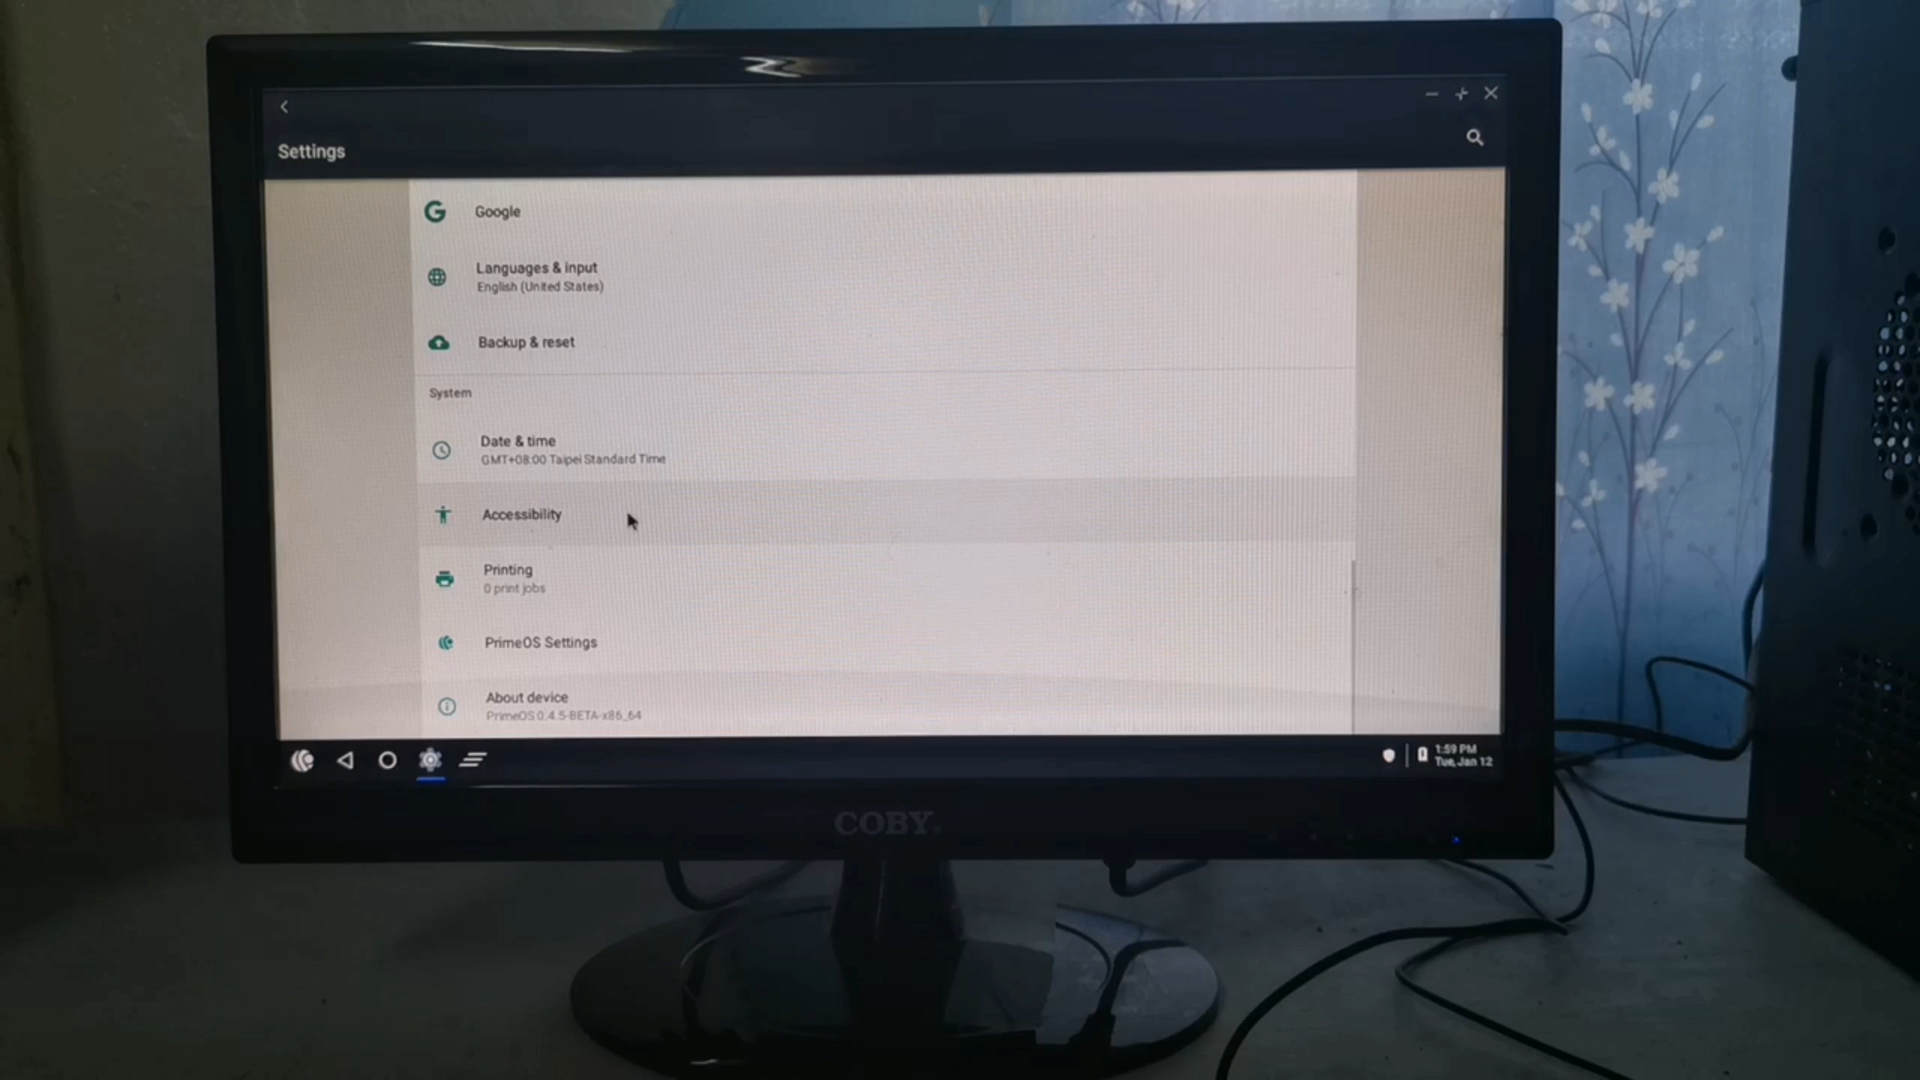 Settings
Google
Languages & input
English (United States)
Backup & reset
System
Date & time
GMT+08:00 Taipei Standard Time
Accessibility
Printing
0 print jobs
PrimeOS Settings
About device
PrimeOS 0.4.5-BETA-x86_64
1:59 PM
Tue, Jan 12
COBY.